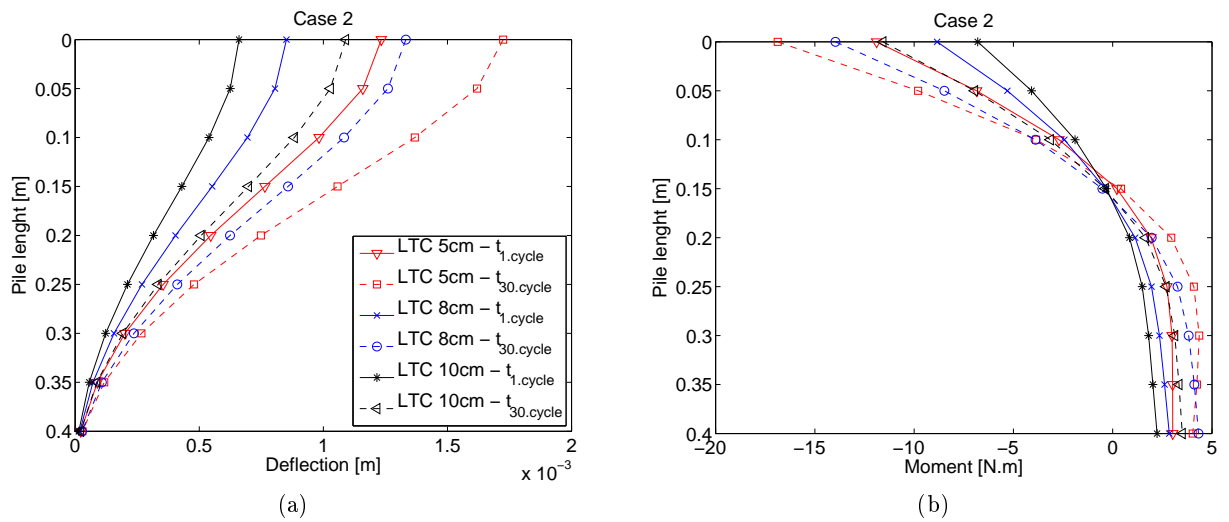 Case 2
0
0.05
0.1
0.15
0.2
0.25
0.3
0.35
0.4
Pile lenght [m]
0
0.5
1
1.5
2
Deflection [m]
x 10⁻³
LTC 5cm − t1.cycle
LTC 5cm − t30.cycle
LTC 8cm − t1.cycle
LTC 8cm − t30.cycle
LTC 10cm − t1.cycle
LTC 10cm − t30.cycle
(a)
Case 2
0
0.05
0.1
0.15
0.2
0.25
0.3
0.35
0.4
Pile lenght [m]
−20
−15
−10
−5
0
5
Moment [N.m]
(b)